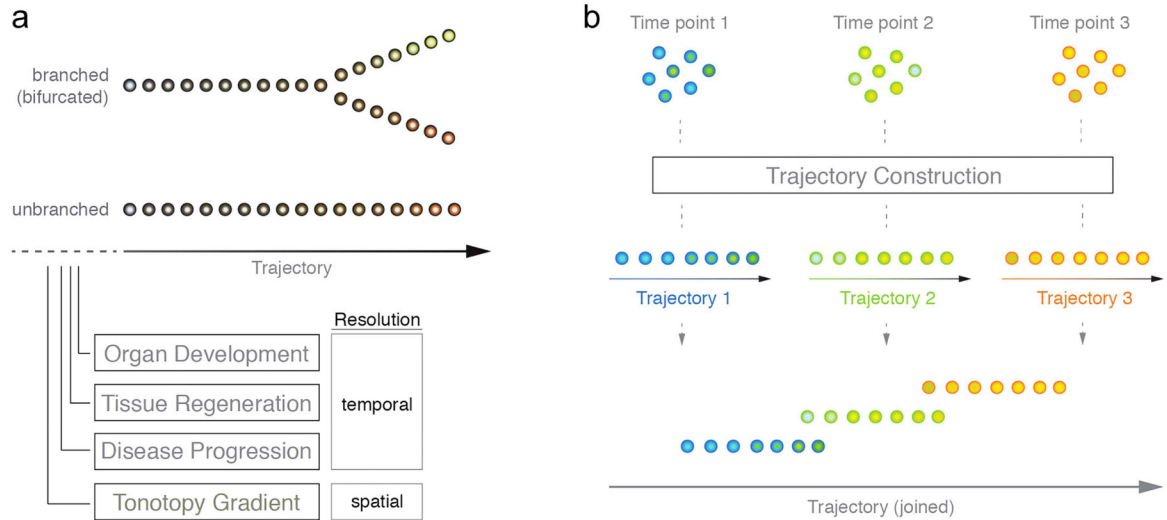 a
branched
(bifurcated)
unbranched
Trajectory
Resolution
Organ Development
Tissue Regeneration
temporal
Disease Progression
Tonotopy Gradient
spatial
b
Time point 1
Time point 2
Time point 3
Trajectory Construction
Trajectory 1
Trajectory 2
Trajectory 3
Trajectory (joined)